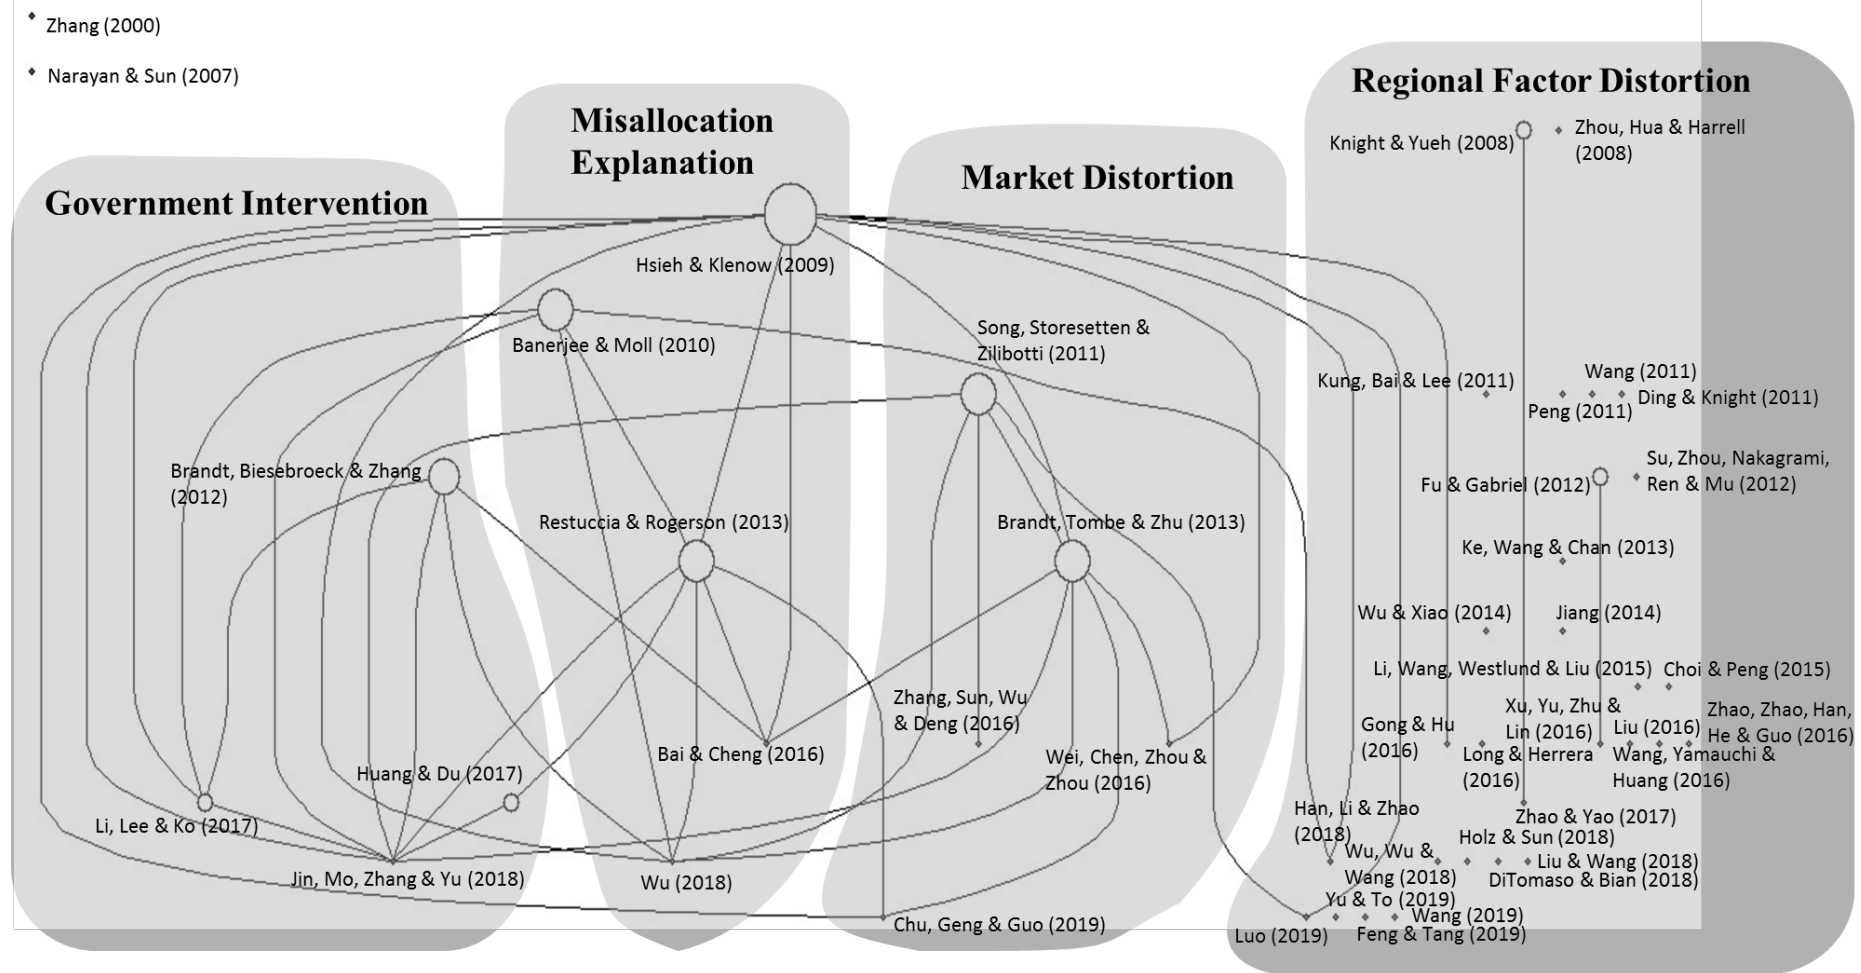 Zhang (2000)
Narayan & Sun (2007)
Government Intervention
Misallocation
Explanation
Market Distortion
Regional Factor Distortion
Knight & Yueh (2008)
Zhou, Hua & Harrell
(2008)
Hsieh & Klenow (2009)
Banerjee & Moll (2010)
Song, Storesetten &
Zilibotti (2011)
Kung, Bai & Lee (2011)
Wang (2011)
Peng (2011)
Ding & Knight (2011)
Brandt, Biesebroeck & Zhang
(2012)
Fu & Gabriel (2012)
Su, Zhou, Nakagrami,
Ren & Mu (2012)
Restuccia & Rogerson (2013)
Brandt, Tombe & Zhu (2013)
Ke, Wang & Chan (2013)
Wu & Xiao (2014)
Jiang (2014)
Li, Wang, Westlund & Liu (2015)
Choi & Peng (2015)
Bai & Cheng (2016)
Zhang, Sun, Wu
& Deng (2016)
Wei, Chen, Zhou &
Zhou (2016)
Gong & Hu
(2016)
Long & Herrera
(2016)
Xu, Yu, Zhu &
Lin (2016)
Liu (2016)
Wang, Yamauchi &
Huang (2016)
Zhao, Zhao, Han,
He & Guo (2016)
Li, Lee & Ko (2017)
Huang & Du (2017)
Zhao & Yao (2017)
Jin, Mo, Zhang & Yu (2018)
Wu (2018)
Han, Li & Zhao
(2018)
Wu, Wu &
Wang (2018)
Holz & Sun (2018)
Liu & Wang (2018)
DiTomaso & Bian (2018)
Chu, Geng & Guo (2019)
Luo (2019)
Yu & To (2019)
Wang (2019)
Feng & Tang (2019)